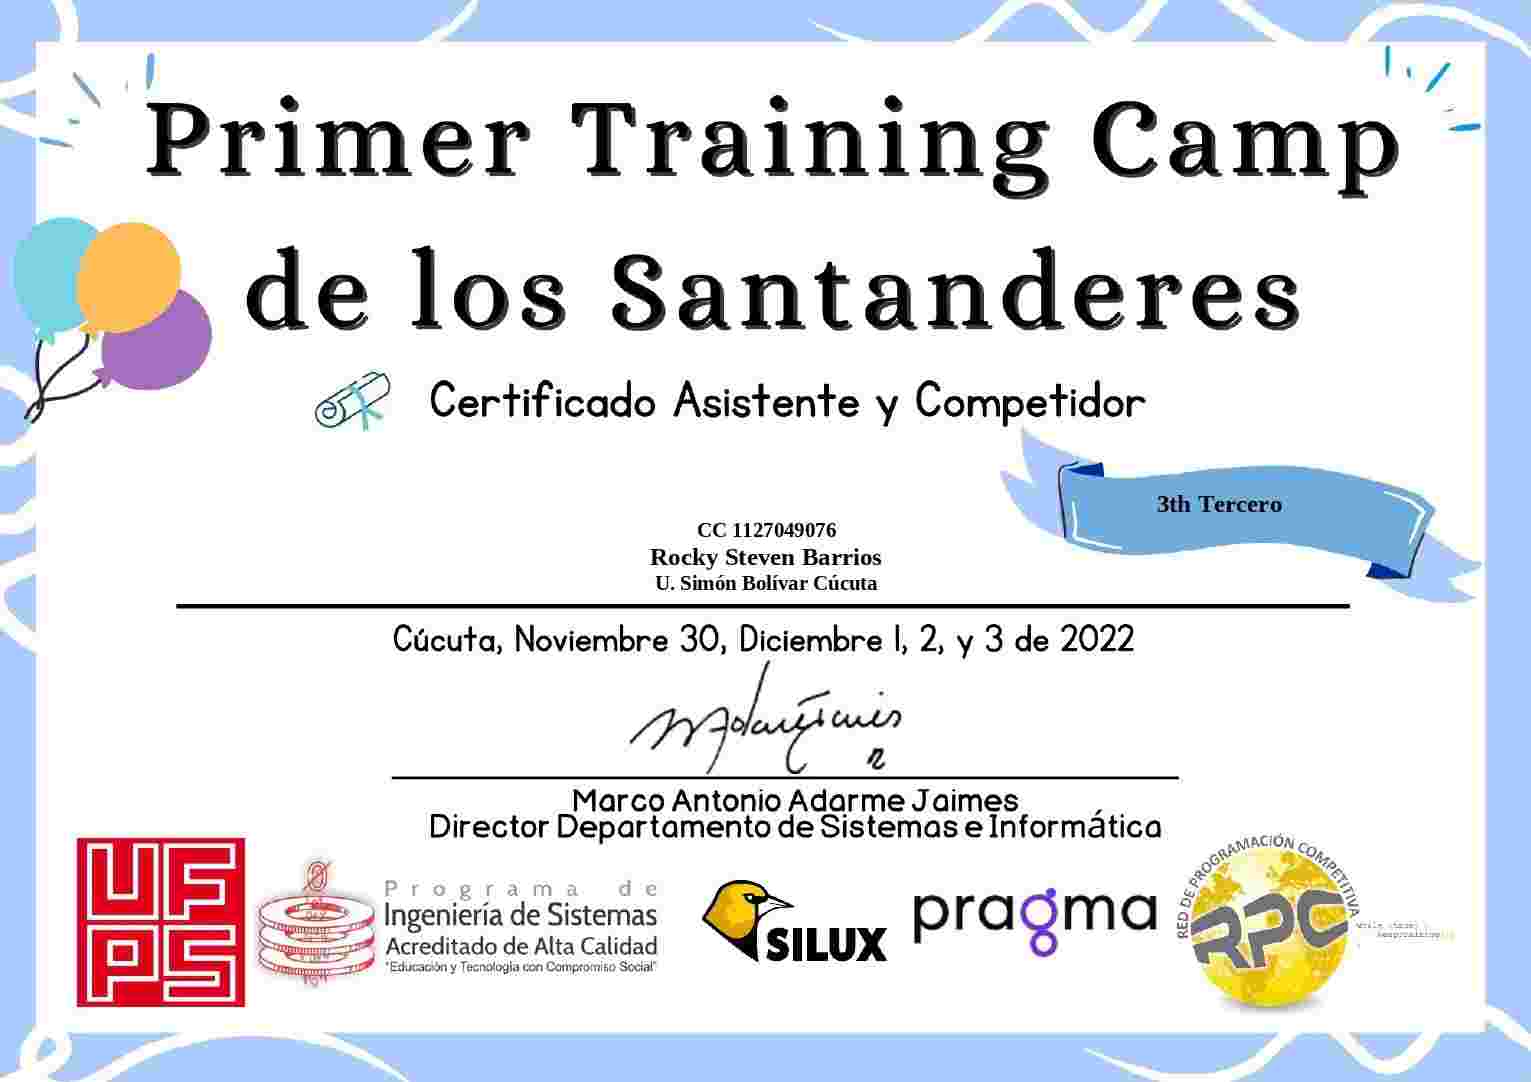 Primer Training Camp
de los Santanderes
Certificado Asistente y Competidor
3th Tercero
CC 1127049076
Rocky Steven Barrios
U. Simón Bolívar Cúcuta
Cúcuta, Noviembre 30, Diciembre 1, 2, y 3 de 2022
Marco Antonio Adarme Jaimes
Director Departamento de Sistemas e Informática
UF
PS
Programa de
Ingeniería de Sistemas
Acreditado de Alta Calidad
"Educación y Tecnología con Compromiso Social"
SILUX
pragma
RED DE PROGRAMACIÓN COMPETITIVA
RPC